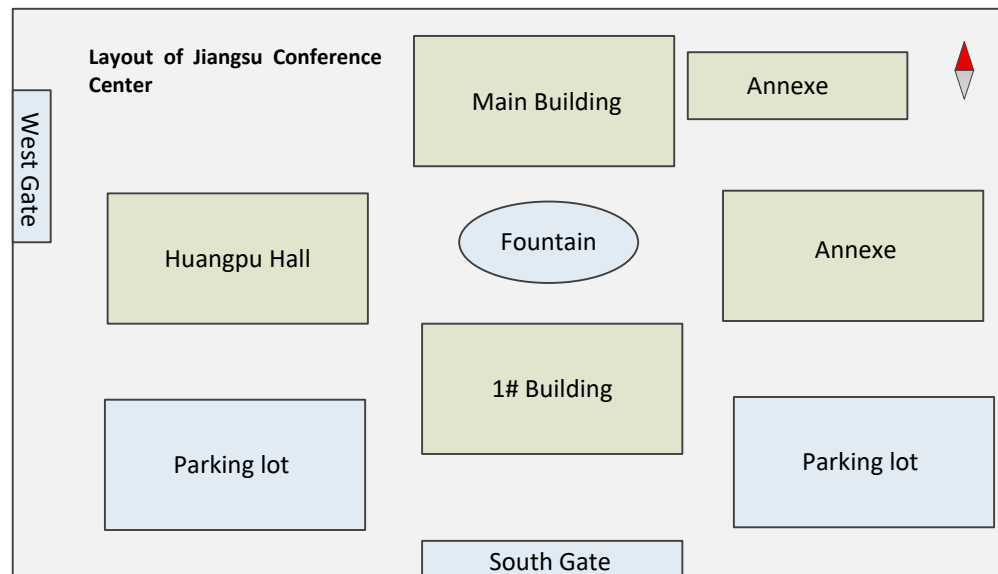 Layout of Jiangsu Conference
Center
Main Building
Annexe
West Gate
Huangpu Hall
Fountain
Annexe
1# Building
Parking lot
Parking lot
South Gate